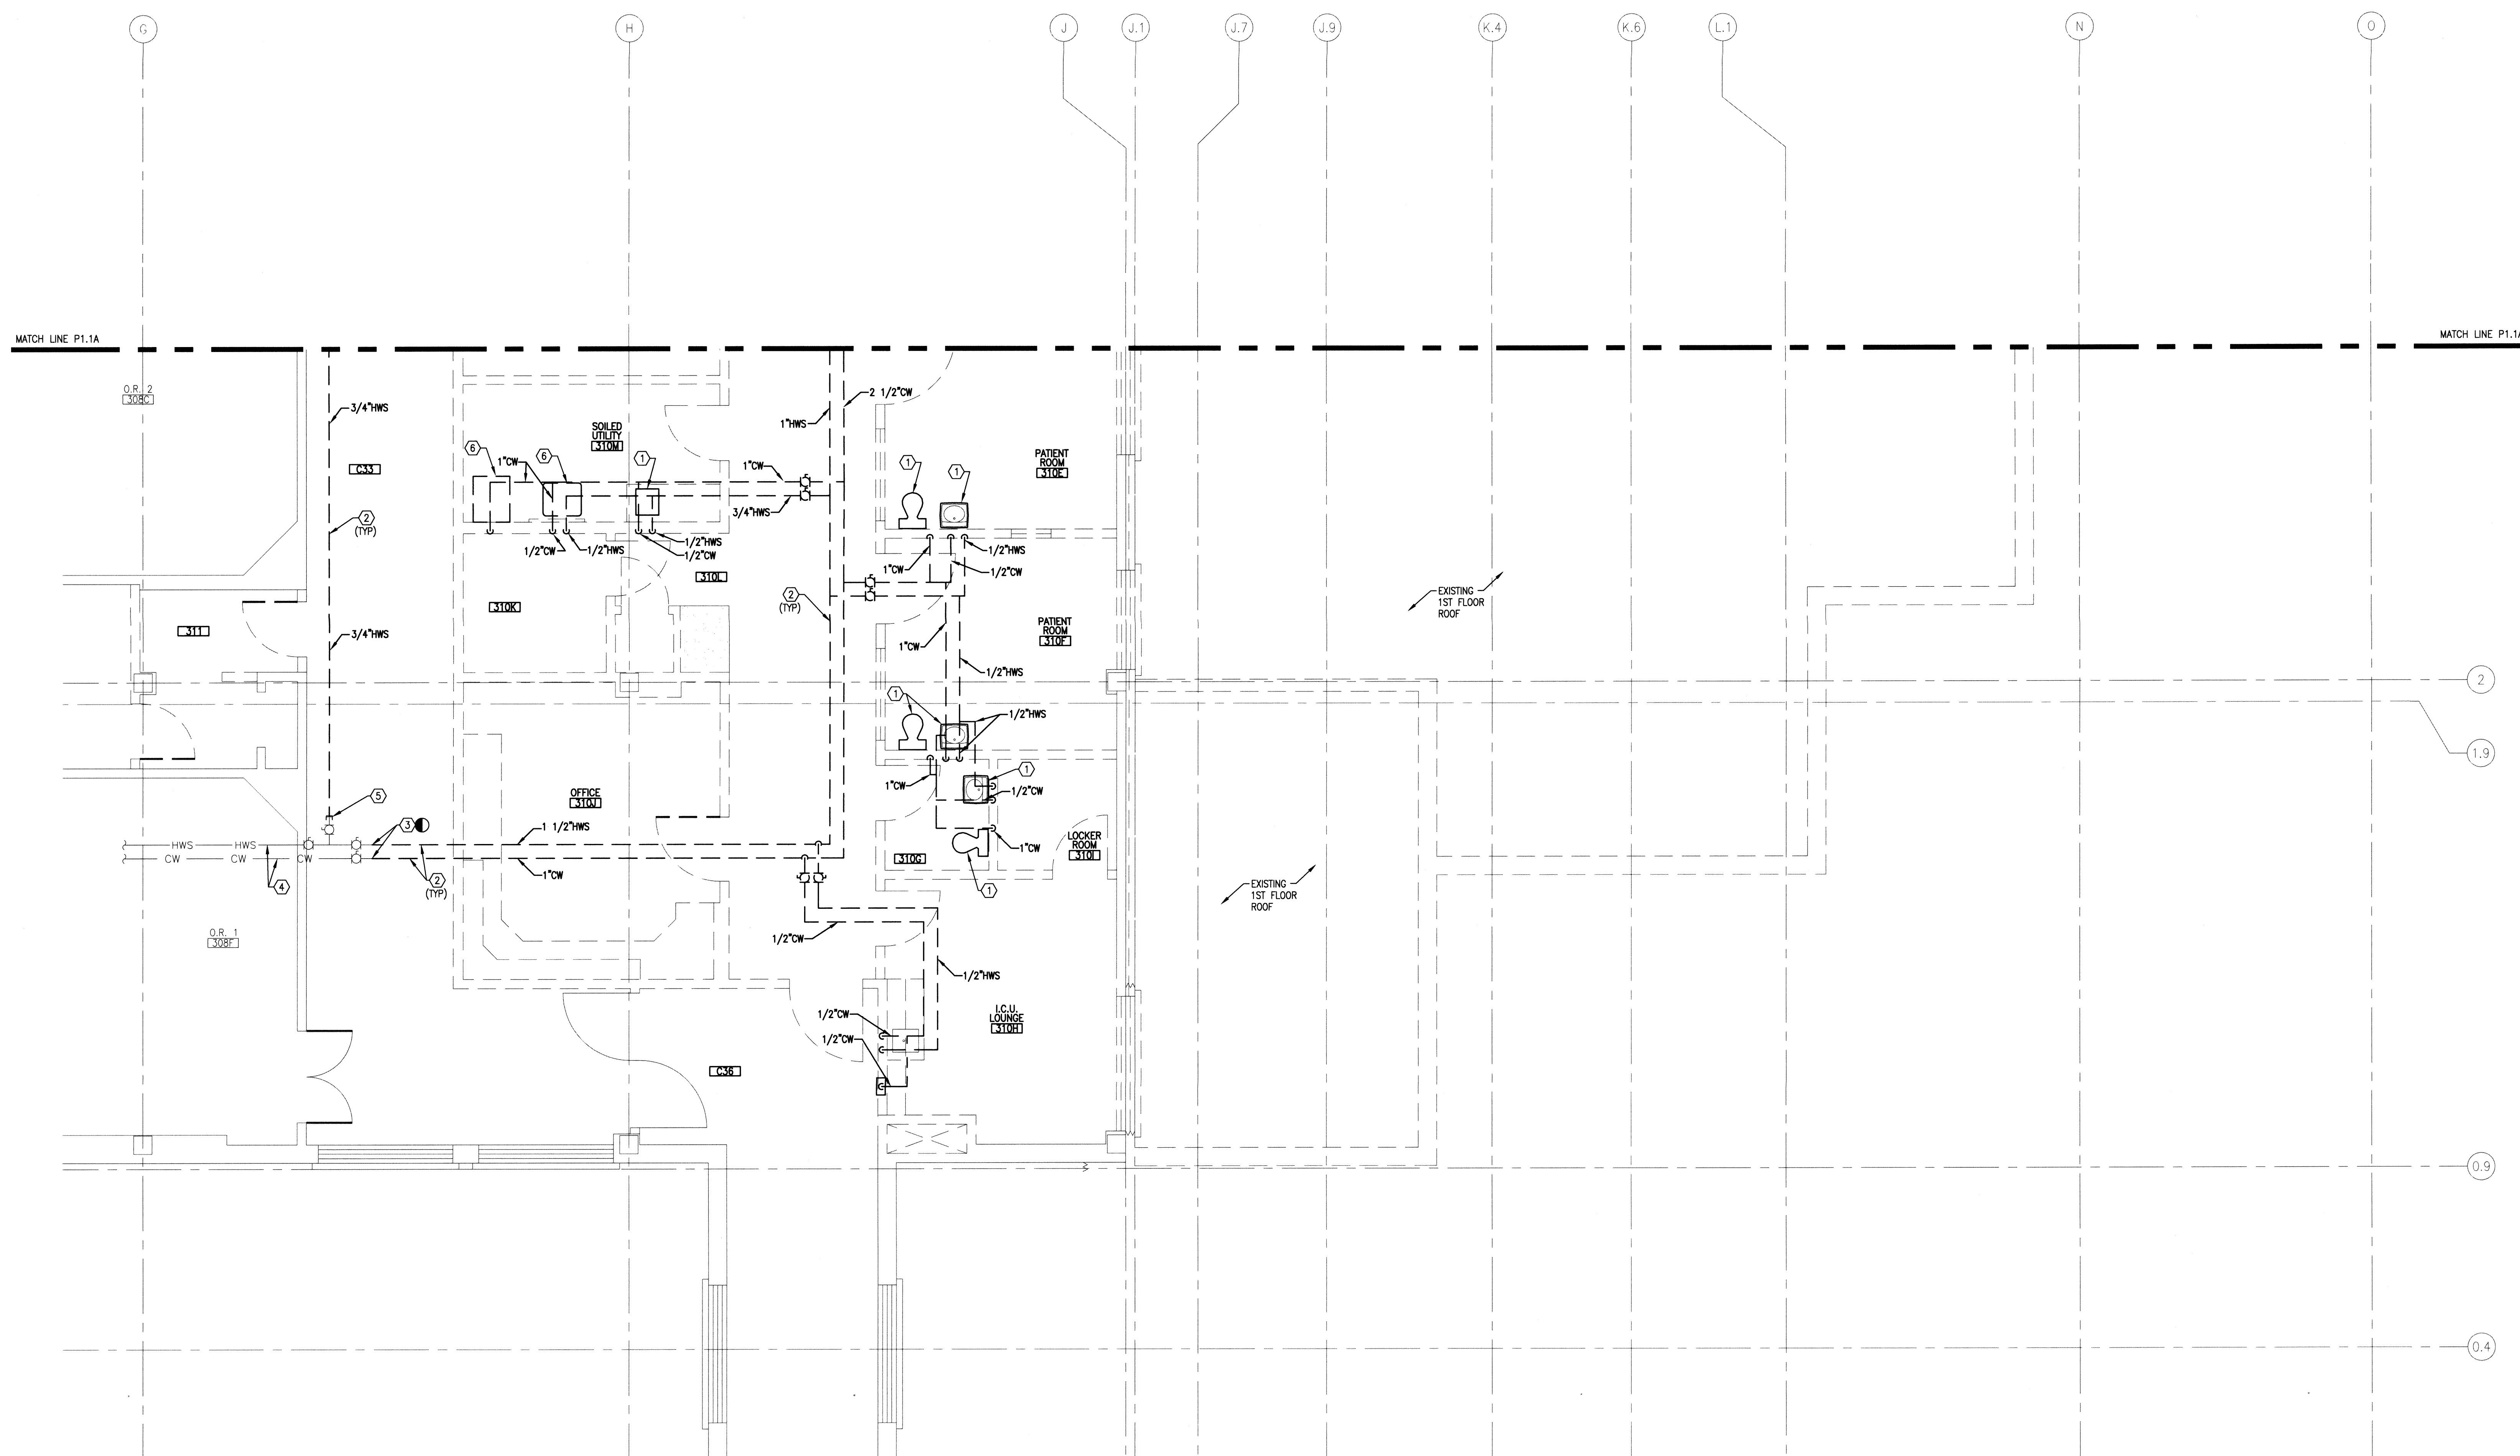 G
H
J
J.1
J.7
J.9
K.4
K.6
L.1
N
O
MATCH LINE P1.1A
MATCH LINE P1.1A
O.R. 2
308C
3/4"HWS
C33
2
(TYP)
3/4"HWS
311
SOILED
UTILITY
310M
6
1"CW
6
1
1"CW
3/4"HWS
1/2"CW
1/2"HWS
1/2"HWS
1/2"CW
310L
310K
2 1/2"CW
1"HWS
2
(TYP)
1
1
PATIENT
ROOM
310E
1/2"HWS
1"CW
1/2"CW
PATIENT
ROOM
310F
1"CW
1/2"HWS
1
1/2"HWS
1
1"CW
1/2"CW
1"CW
LOCKER
ROOM
310I
310G
1
EXISTING
1ST FLOOR
ROOF
EXISTING
1ST FLOOR
ROOF
2
1.9
0.9
0.4
5
3
HWS
HWS
CW
CW
CW
4
2
(TYP)
OFFICE
310J
1 1/2"HWS
1"CW
O.R. 1
308F
1/2"CW
1/2"HWS
1/2"CW
1/2"CW
I.C.U.
LOUNGE
310H
C36